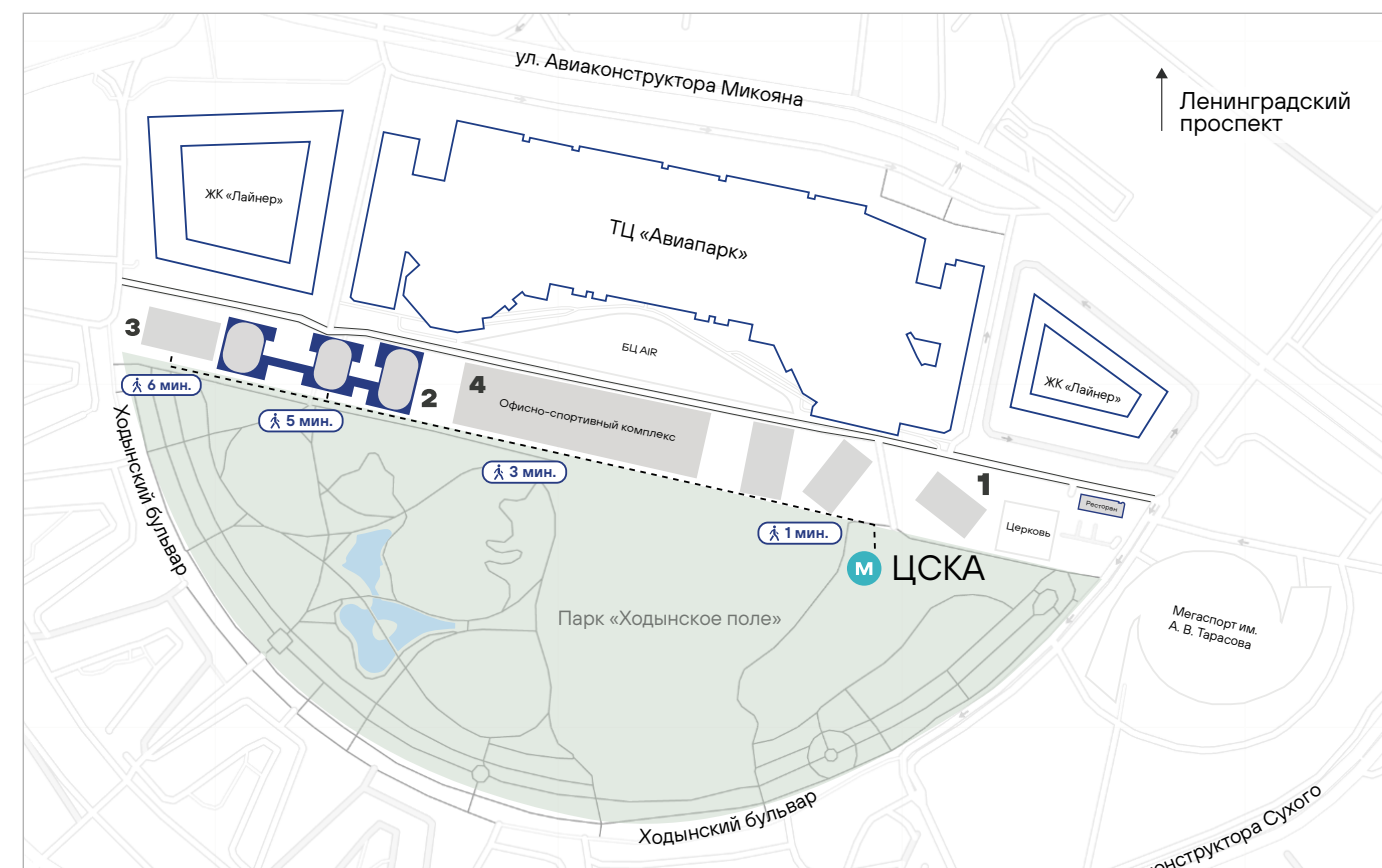 ул. Авиаконструктора Микояна
Ленинградский
проспект
ЖК «Лайнер»
ТЦ «Авиапарк»
3
БЦ AIR
2
4
Офисно-спортивный комплекс
ЖК «Лайнер»
6 мин.
5 мин.
3 мин.
1 мин.
1
Ресторан
Церковь
М ЦСКА
Ходынский бульвар
Парк «Ходынское поле»
Мегаспорт им.
А. В. Тарасова
Ходынский бульвар
конструктора Сухого